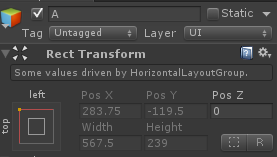 A
Static
Tag Untagged Layer UI
Rect Transform
Some values driven by HorizontalLayoutGroup.
left Pos X Pos Y Pos Z
283.75 -119.5 0
top
Width Height
567.5 239 R